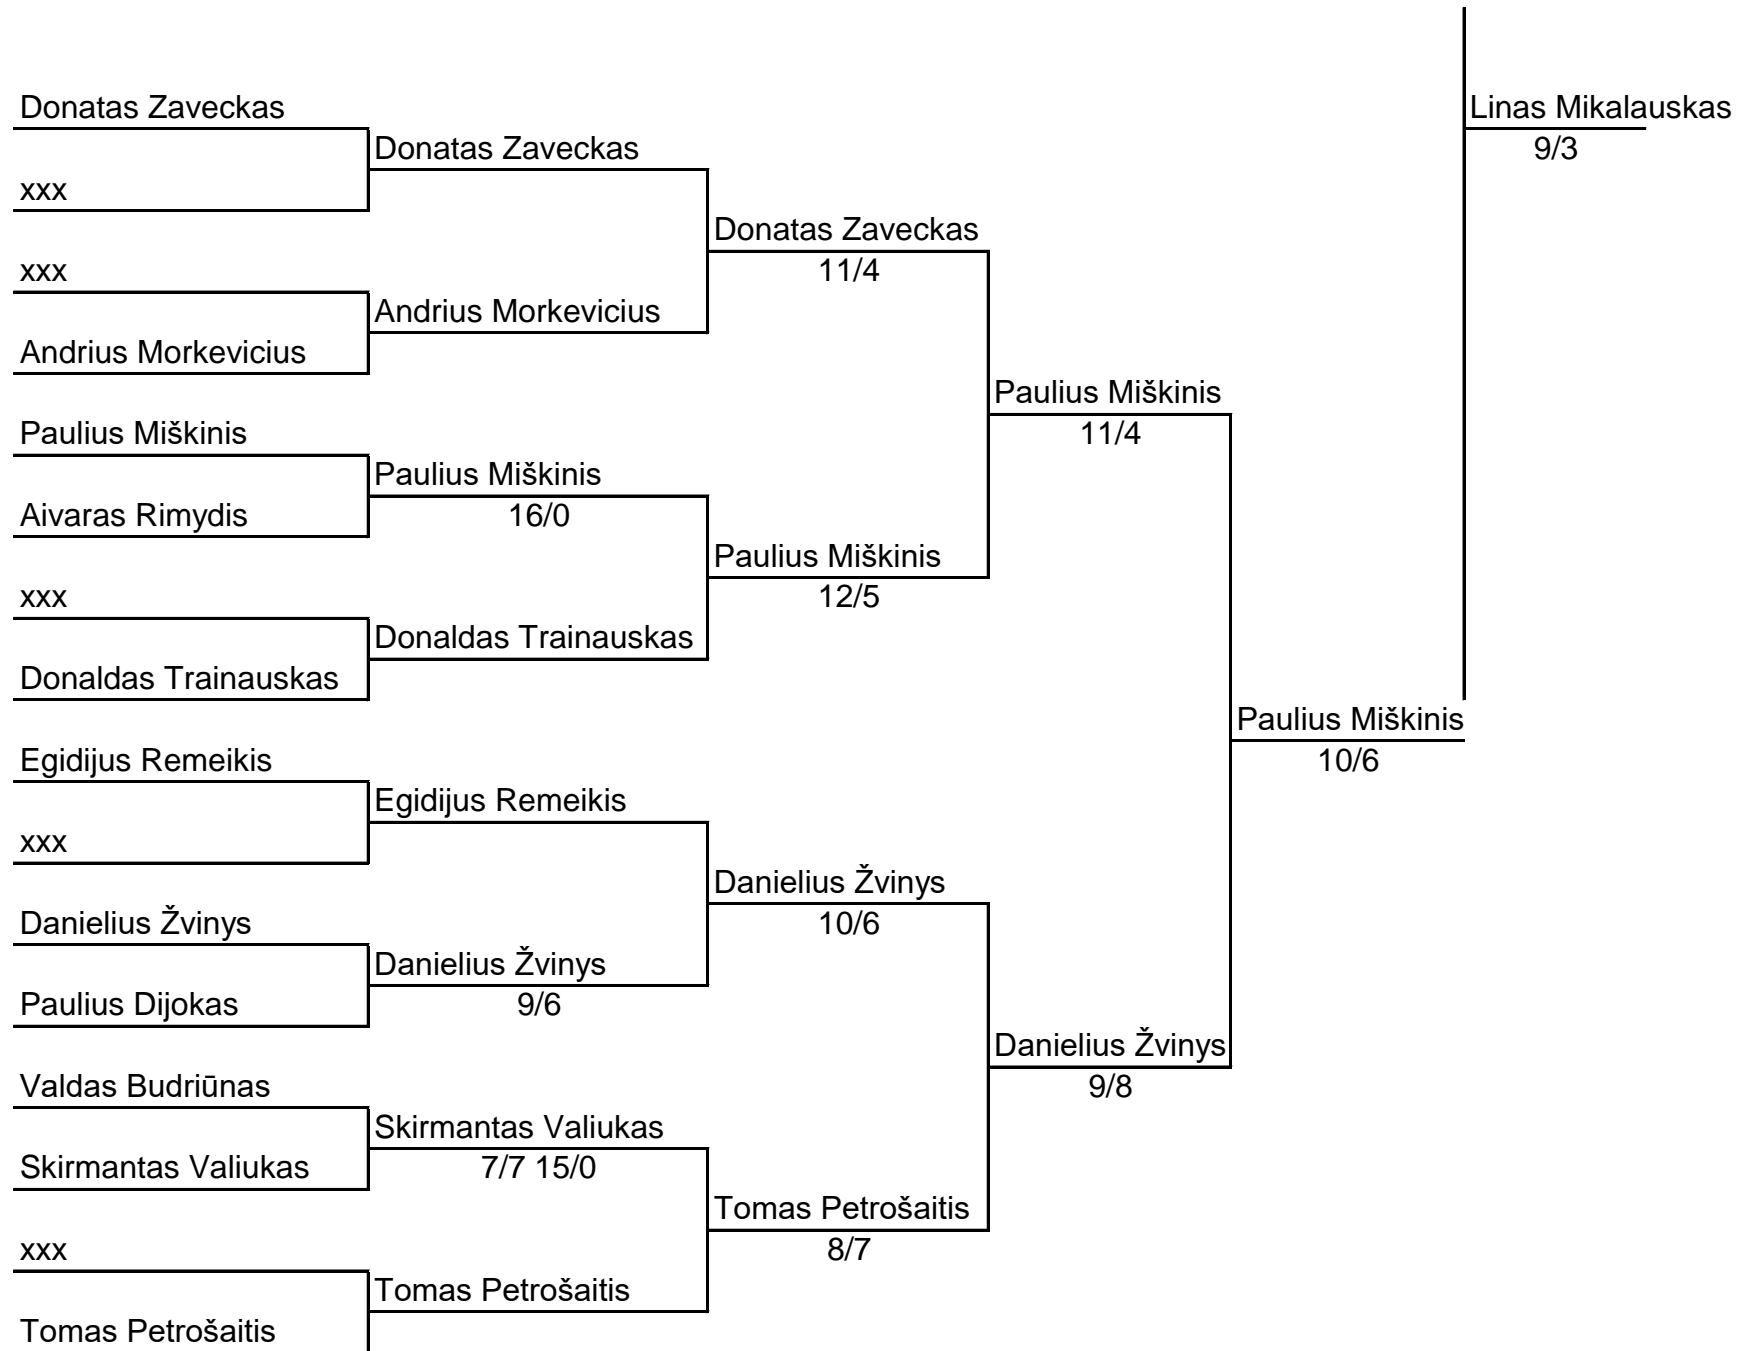 Donatas Zaveckas
Linas Mikalauskas
Donatas Zaveckas
9/3
xxx
Donatas Zaveckas
xxx
11/4
Andrius Morkevicius
Andrius Morkevicius
Paulius Miškinis
Paulius Miškinis
11/4
Paulius Miškinis
Aivaras Rimydis
16/0
Paulius Miškinis
xxx
12/5
Donaldas Trainauskas
Donaldas Trainauskas
Paulius Miškinis
Egidijus Remeikis
10/6
Egidijus Remeikis
xxx
Danielius Žvinys
Danielius Žvinys
10/6
Danielius Žvinys
Paulius Dijokas
9/6
Danielius Žvinys
Valdas Budriūnas
9/8
Skirmantas Valiukas
Skirmantas Valiukas
7/7 15/0
Tomas Petrošaitis
xxx
8/7
Tomas Petrošaitis
Tomas Petrošaitis